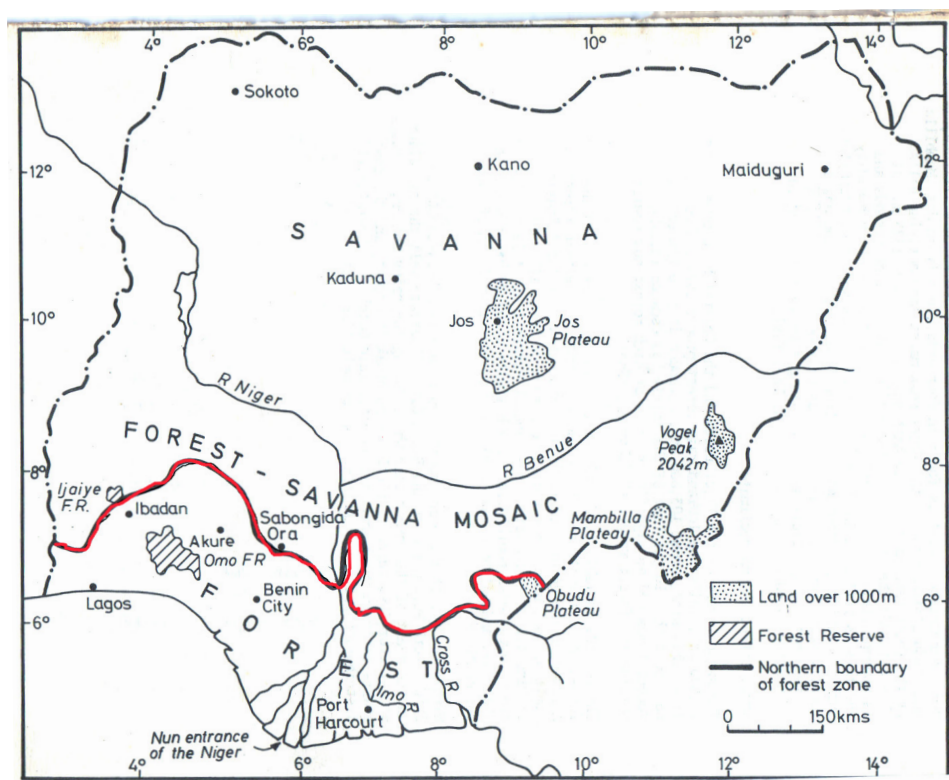 4°
6°
8°
10°
12°
14°
Sokoto
12°
Kano
Maiduguri
12°
SAVANNA
Kaduna
10°
Jos
Jos
Plateau
10°
R Niger
FOREST-SAVANNA MOSAIC
R Benue
Vogel
Peak
2042m
8°
8°
Ijaiye
F.R.
Ibadan
Sabongida
Ora
Akure
Omo FR
Mambilla
Plateau
Lagos
Benin
City
Obudu
Plateau
6°
6°
FOREST
Cross R
Imo R
Port
Harcourt
Nun entrance
of the Niger
Land over 1000m
Forest Reserve
Northern boundary
of forest zone
0 150kms
4°
6°
8°
10°
12°
14°